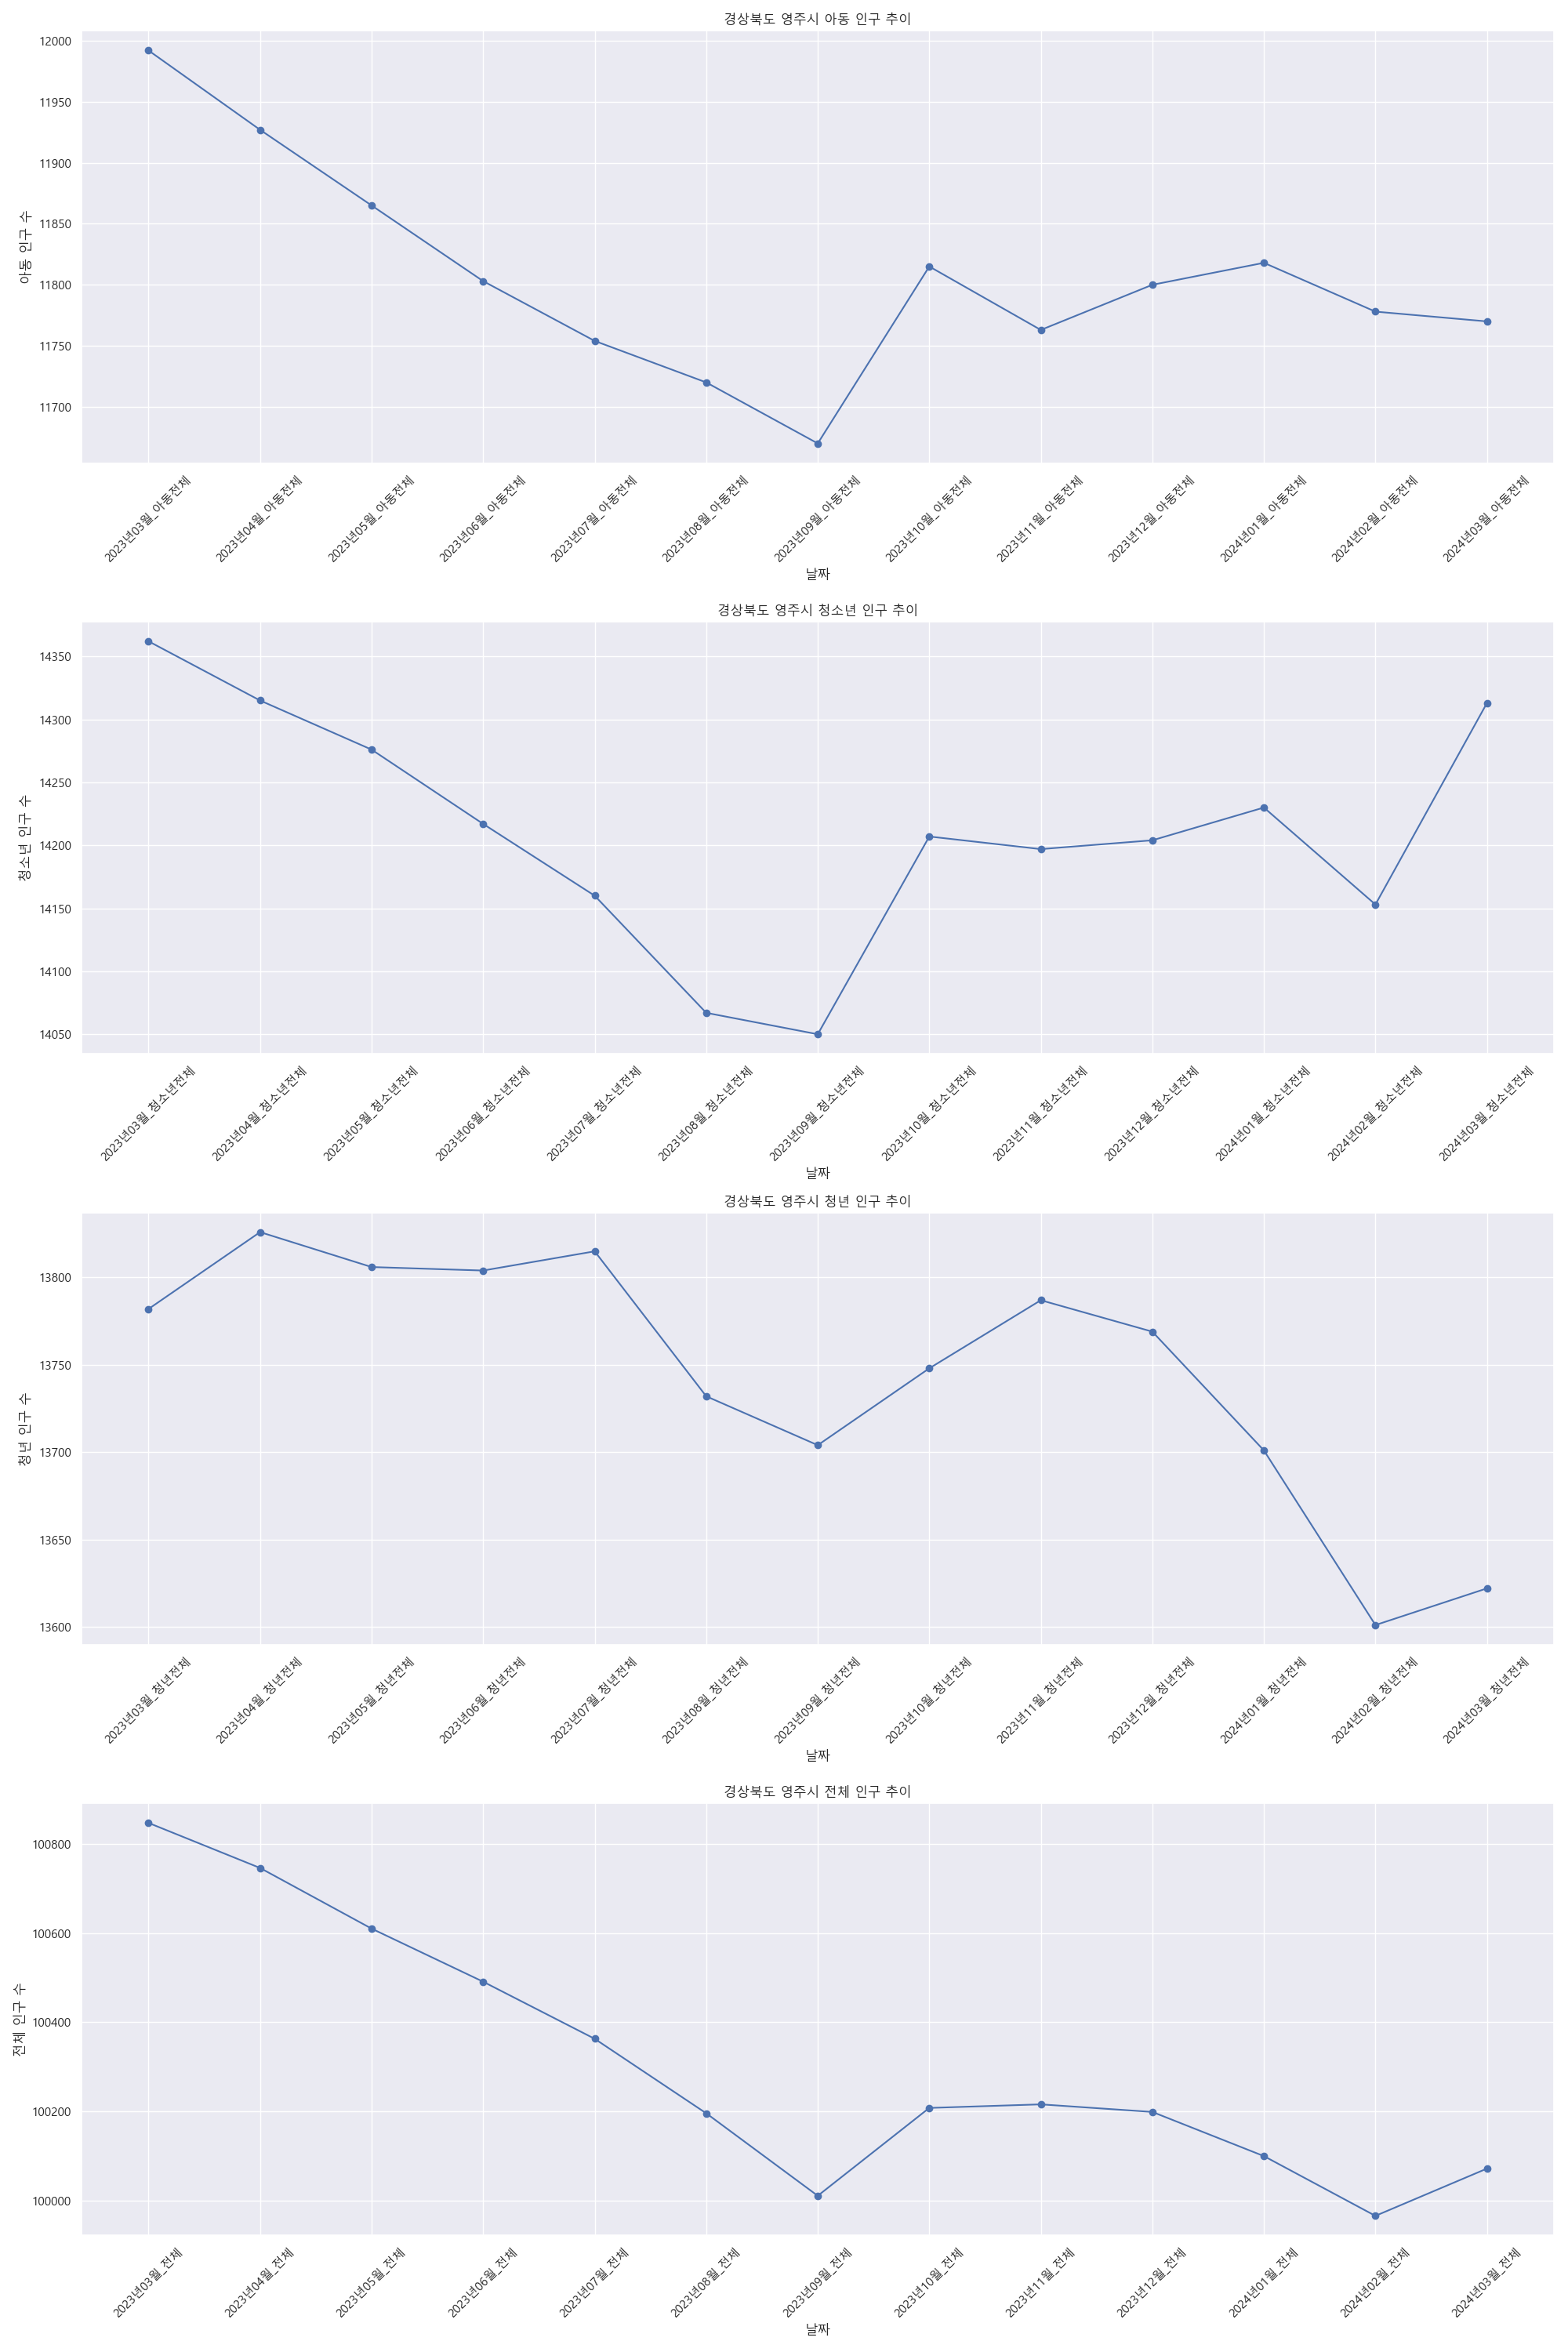 경상북도 영주시 아동 인구 추이
아동 인구 수
12000
11950
11900
11850
11800
11750
11700
2023년03월_아동전체
2023년04월_아동전체
2023년05월_아동전체
2023년06월_아동전체
2023년07월_아동전체
2023년08월_아동전체
2023년09월_아동전체
2023년10월_아동전체
2023년11월_아동전체
2023년12월_아동전체
2024년01월_아동전체
2024년02월_아동전체
2024년03월_아동전체
날짜
경상북도 영주시 청소년 인구 추이
청소년 인구 수
14350
14300
14250
14200
14150
14100
14050
2023년03월_청소년전체
2023년04월_청소년전체
2023년05월_청소년전체
2023년06월_청소년전체
2023년07월_청소년전체
2023년08월_청소년전체
2023년09월_청소년전체
2023년10월_청소년전체
2023년11월_청소년전체
2023년12월_청소년전체
2024년01월_청소년전체
2024년02월_청소년전체
2024년03월_청소년전체
날짜
경상북도 영주시 청년 인구 추이
청년 인구 수
13800
13750
13700
13650
13600
2023년03월_청년전체
2023년04월_청년전체
2023년05월_청년전체
2023년06월_청년전체
2023년07월_청년전체
2023년08월_청년전체
2023년09월_청년전체
2023년10월_청년전체
2023년11월_청년전체
2023년12월_청년전체
2024년01월_청년전체
2024년02월_청년전체
2024년03월_청년전체
날짜
경상북도 영주시 전체 인구 추이
전체 인구 수
100800
100600
100400
100200
100000
2023년03월_전체
2023년04월_전체
2023년05월_전체
2023년06월_전체
2023년07월_전체
2023년08월_전체
2023년09월_전체
2023년10월_전체
2023년11월_전체
2023년12월_전체
2024년01월_전체
2024년02월_전체
2024년03월_전체
날짜